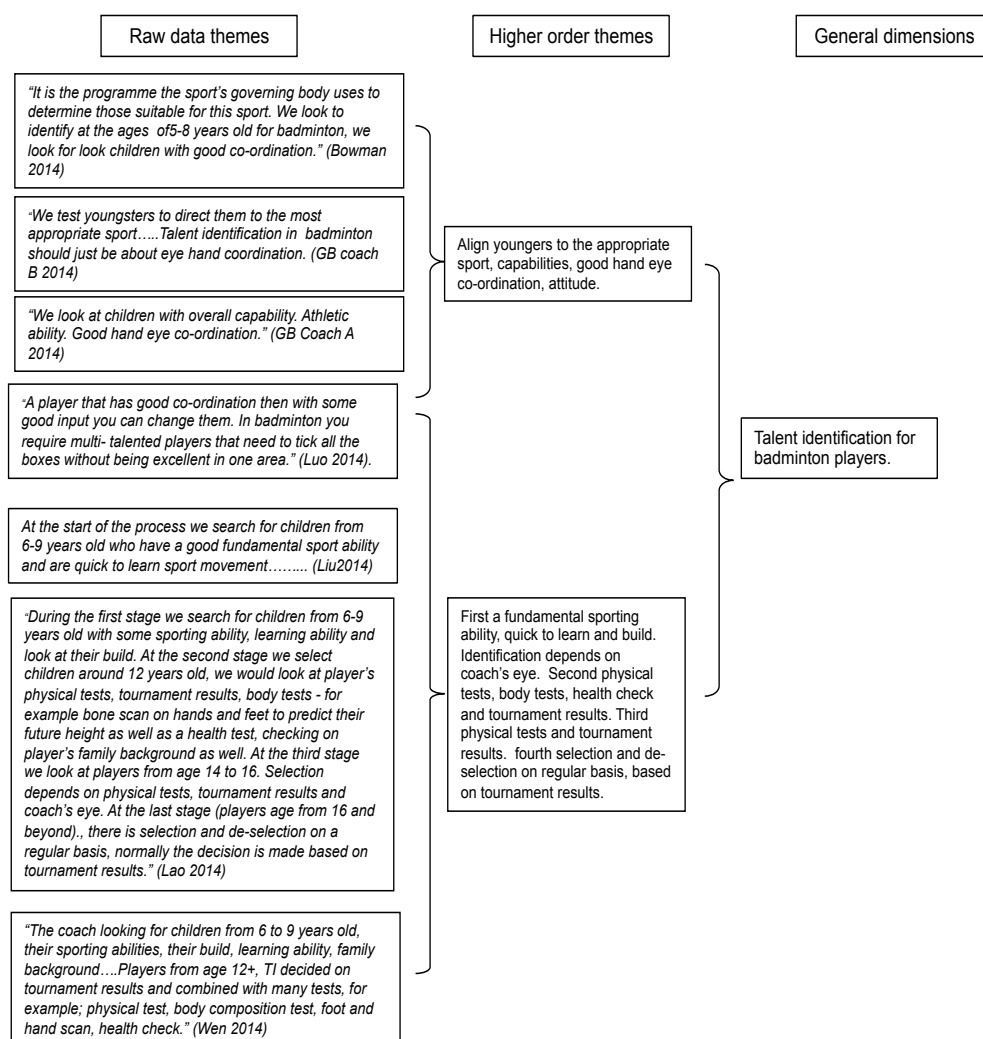 Raw data themes
Higher order themes
General dimensions
“It is the programme the sport’s governing body uses to
determine those suitable for this sport. We look to
identify at the ages of5-8 years old for badminton, we
look for look children with good co-ordination.” (Bowman
2014)
“We test youngsters to direct them to the most
appropriate sport…..Talent identification in badminton
should just be about eye hand coordination. (GB coach
B 2014)
“We look at children with overall capability. Athletic
ability. Good hand eye co-ordination.” (GB Coach A
2014)
“A player that has good co-ordination then with some
good input you can change them. In badminton you
require multi- talented players that need to tick all the
boxes without being excellent in one area.” (Luo 2014).
At the start of the process we search for children from
6-9 years old who have a good fundamental sport ability
and are quick to learn sport movement…….... (Liu2014)
“During the first stage we search for children from 6-9
years old with some sporting ability, learning ability and
look at their build. At the second stage we select
children around 12 years old, we would look at player’s
physical tests, tournament results, body tests - for
example bone scan on hands and feet to predict their
future height as well as a health test, checking on
player’s family background as well. At the third stage
we look at players from age 14 to 16. Selection
depends on physical tests, tournament results and
coach’s eye. At the last stage (players age from 16 and
beyond)., there is selection and de-selection on a
regular basis, normally the decision is made based on
tournament results.” (Lao 2014)
“The coach looking for children from 6 to 9 years old,
their sporting abilities, their build, learning ability, family
background….Players from age 12+, TI decided on
tournament results and combined with many tests, for
example; physical test, body composition test, foot and
hand scan, health check.” (Wen 2014)
Align youngers to the appropriate
sport, capabilities, good hand eye
co-ordination, attitude.
First a fundamental sporting
ability, quick to learn and build.
Identification depends on
coach’s eye. Second physical
tests, body tests, health check
and tournament results. Third
physical tests and tournament
results. fourth selection and de-
selection on regular basis, based
on tournament results.
Talent identification for
badminton players.